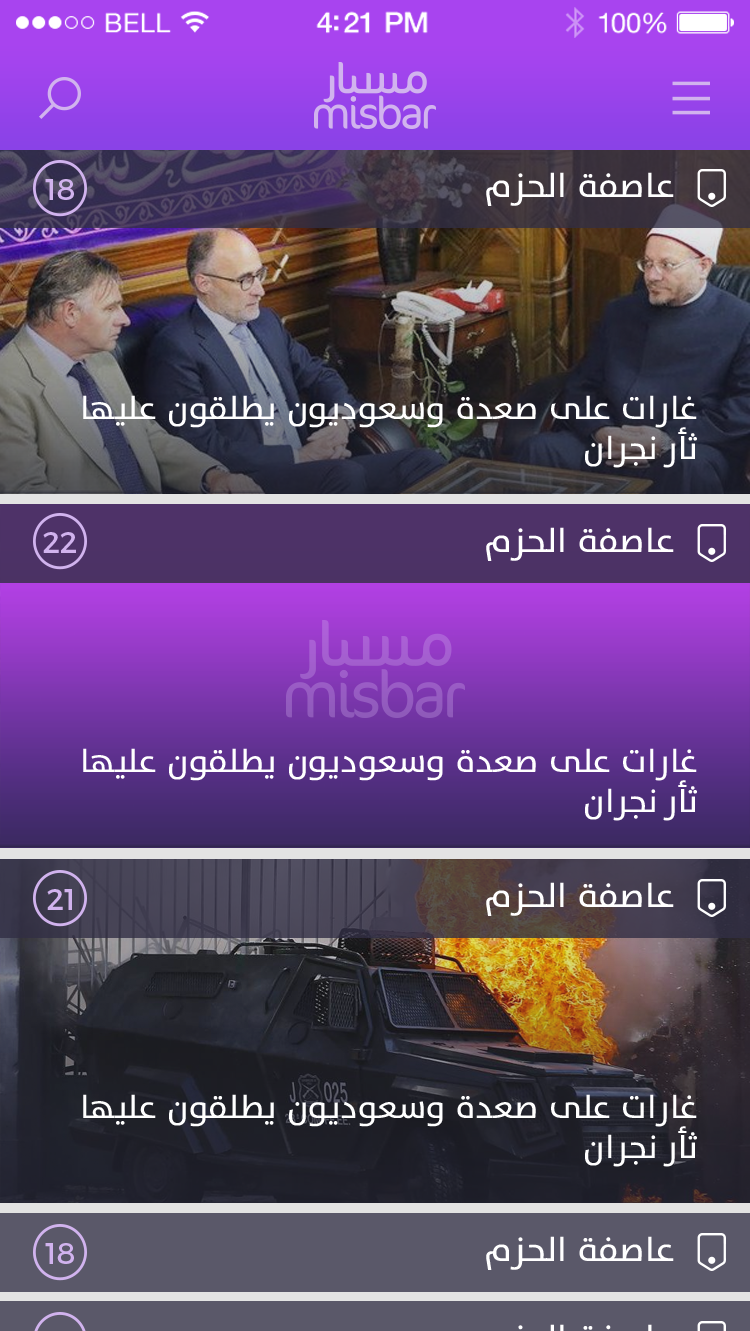 BELL 4:21 PM 100%
مسبار
misbar
عاصفة الحزم 18
غارات على صعدة وسعوديون يطلقون عليها
ثأر نجران
عاصفة الحزم 22
مسبار
misbar
غارات على صعدة وسعوديون يطلقون عليها
ثأر نجران
عاصفة الحزم 21
J 025
غارات على صعدة وسعوديون يطلقون عليها
ثأر نجران
عاصفة الحزم 18